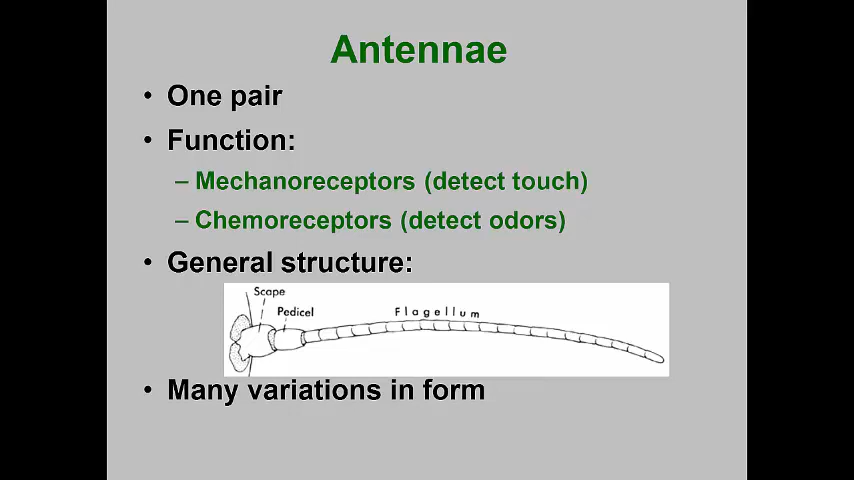 Antennae
• One pair
• Function:
– Mechanoreceptors (detect touch)
– Chemoreceptors (detect odors)
• General structure:
Scape
Pedicel
Flagellum
• Many variations in form